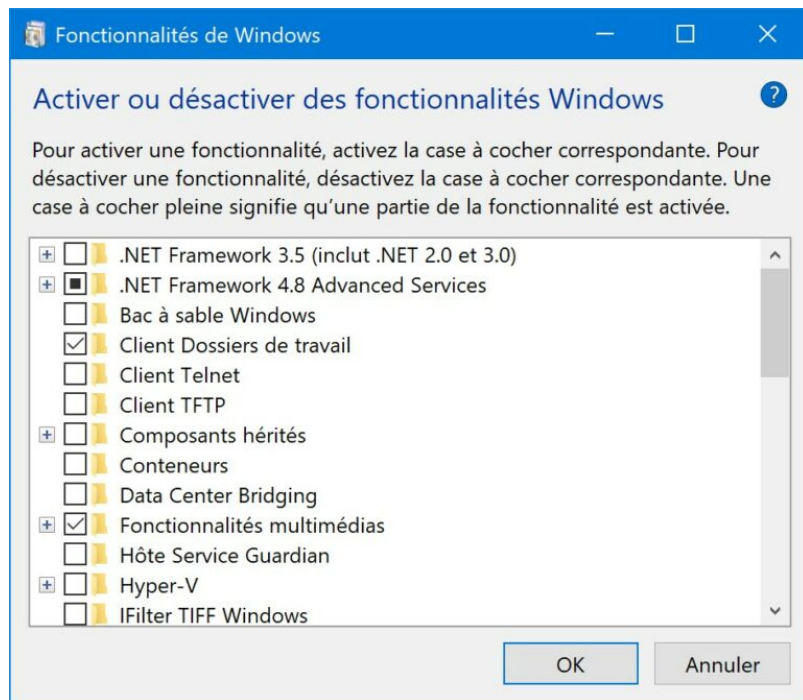 Fonctionnalités de Windows
Activer ou désactiver des fonctionnalités Windows
?
Pour activer une fonctionnalité, activez la case à cocher correspondante. Pour
désactiver une fonctionnalité, désactivez la case à cocher correspondante. Une
case à cocher pleine signifie qu’une partie de la fonctionnalité est activée.
.NET Framework 3.5 (inclut .NET 2.0 et 3.0)
.NET Framework 4.8 Advanced Services
Bac à sable Windows
Client Dossiers de travail
Client Telnet
Client TFTP
Composants hérités
Conteneurs
Data Center Bridging
Fonctionnalités multimédias
Hôte Service Guardian
Hyper-V
IFilter TIFF Windows
OK
Annuler